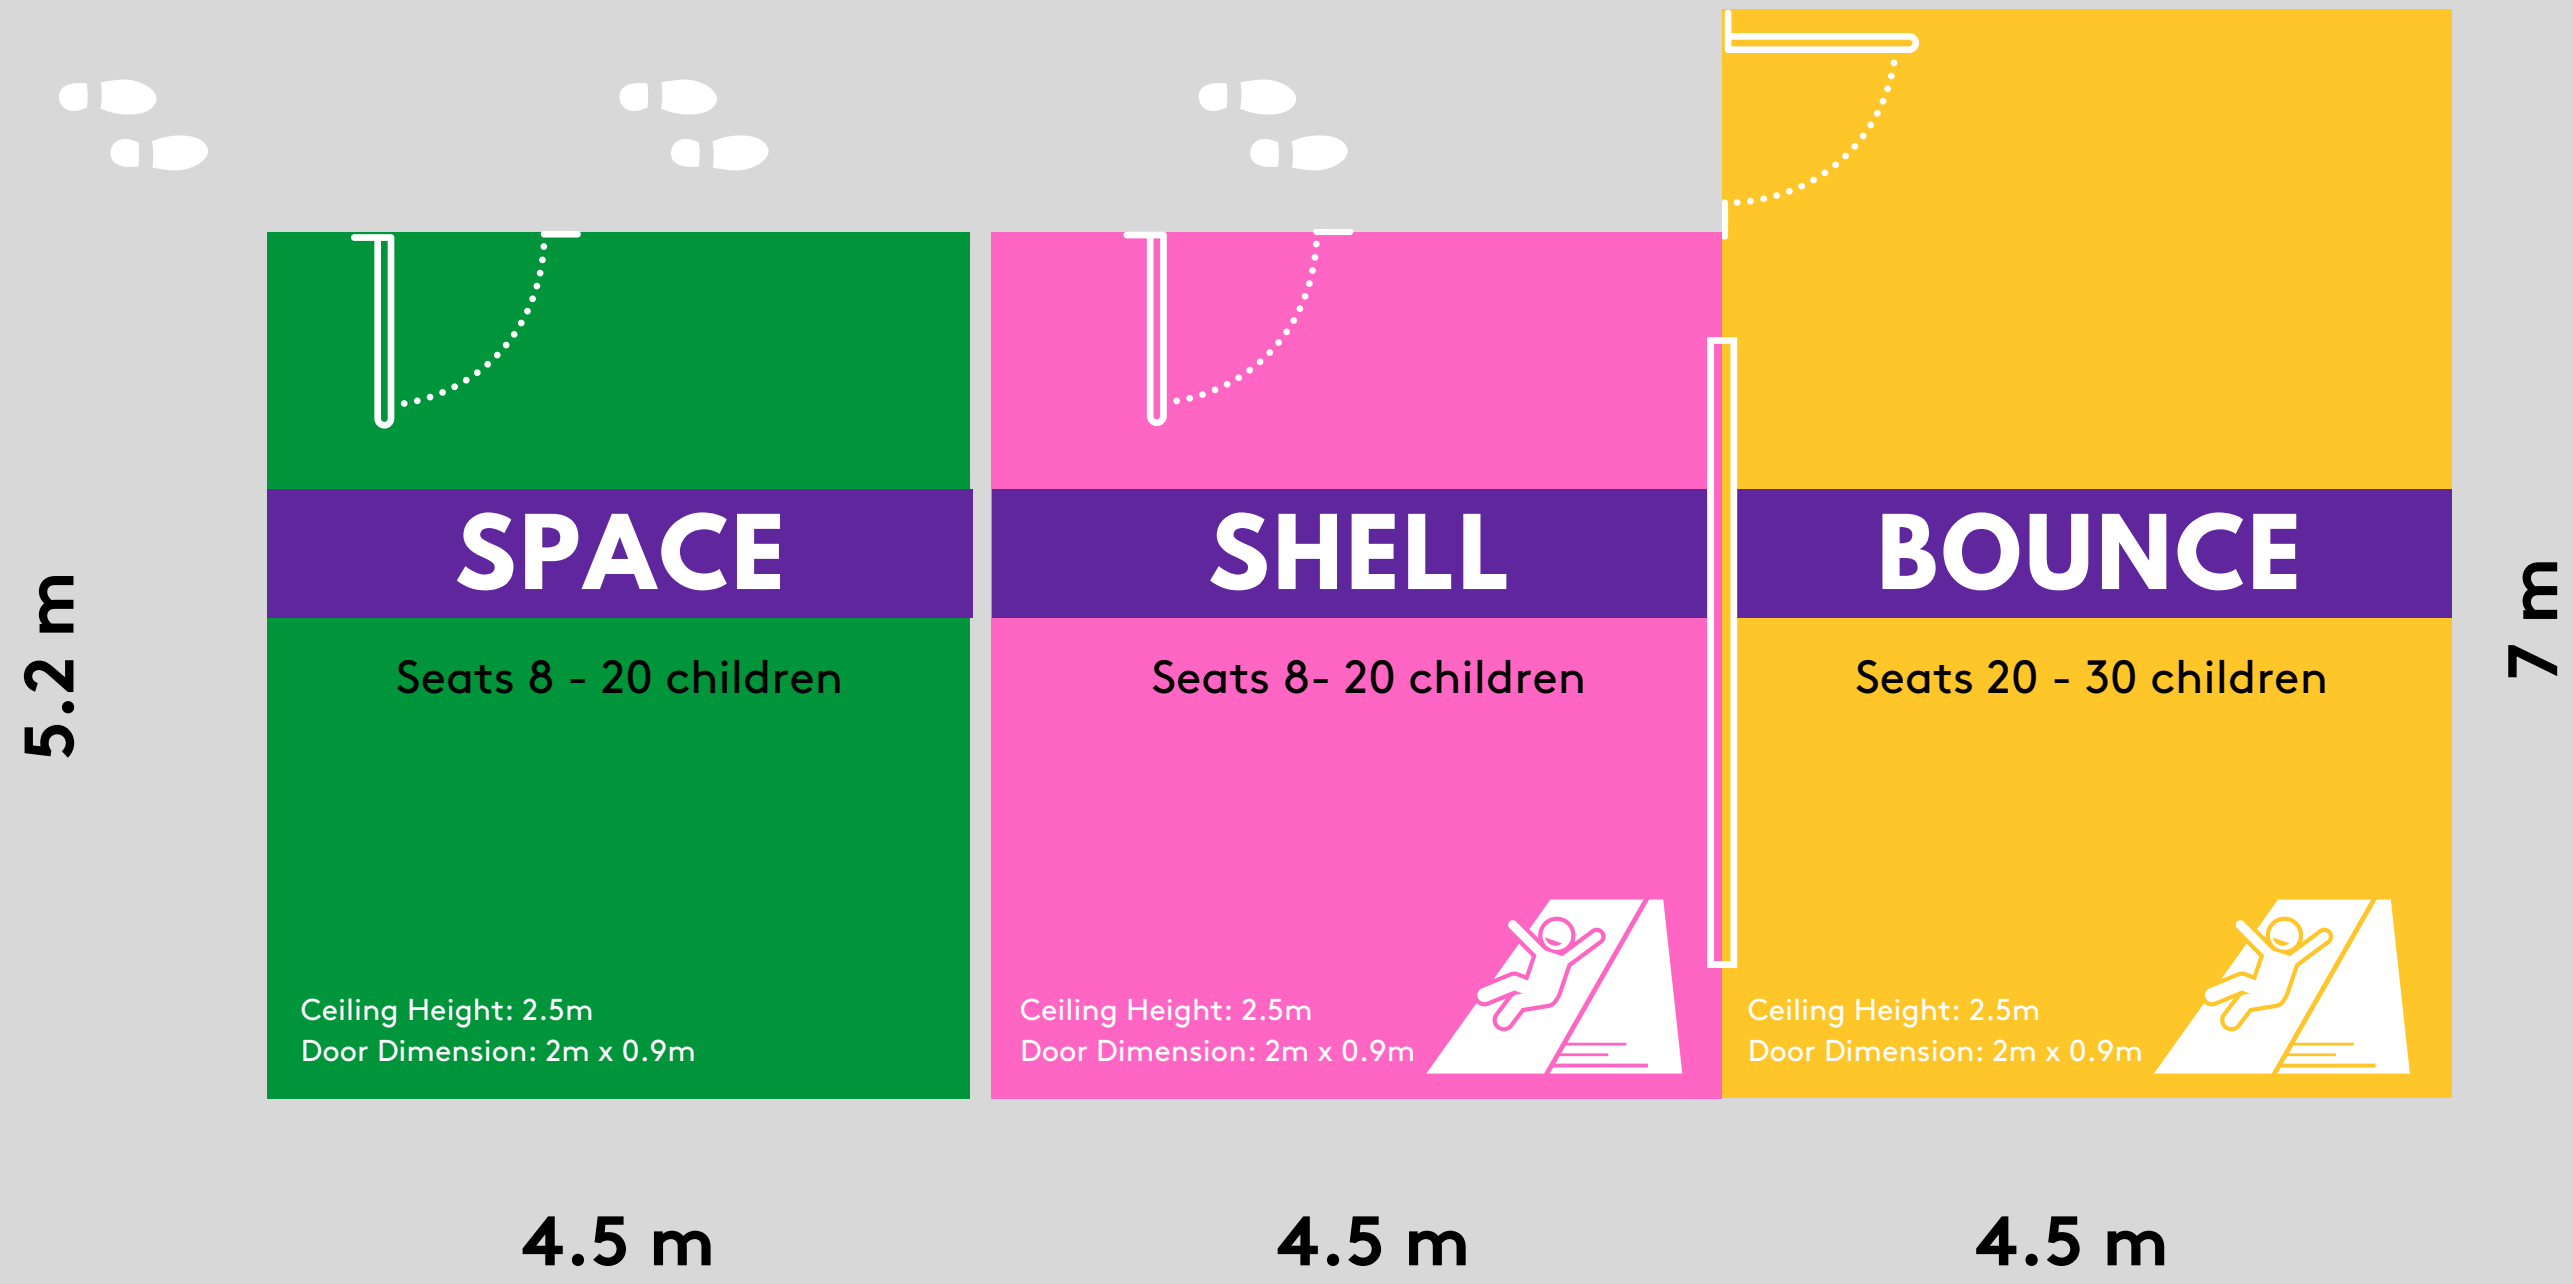 SPACE
Seats 8 - 20 children
Ceiling Height: 2.5m
Door Dimension: 2m x 0.9m
SHELL
Seats 8- 20 children
Ceiling Height: 2.5m
Door Dimension: 2m x 0.9m
BOUNCE
Seats 20 - 30 children
Ceiling Height: 2.5m
Door Dimension: 2m x 0.9m
5.2 m
7 m
4.5 m
4.5 m
4.5 m